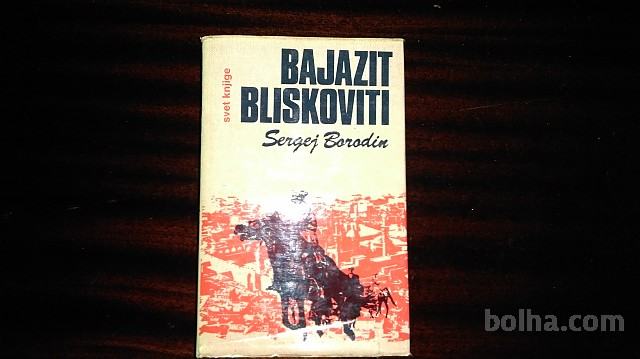 svet knjige
BAJAZIT
BLISKOVITI
Sergej Borodin
bolha.com